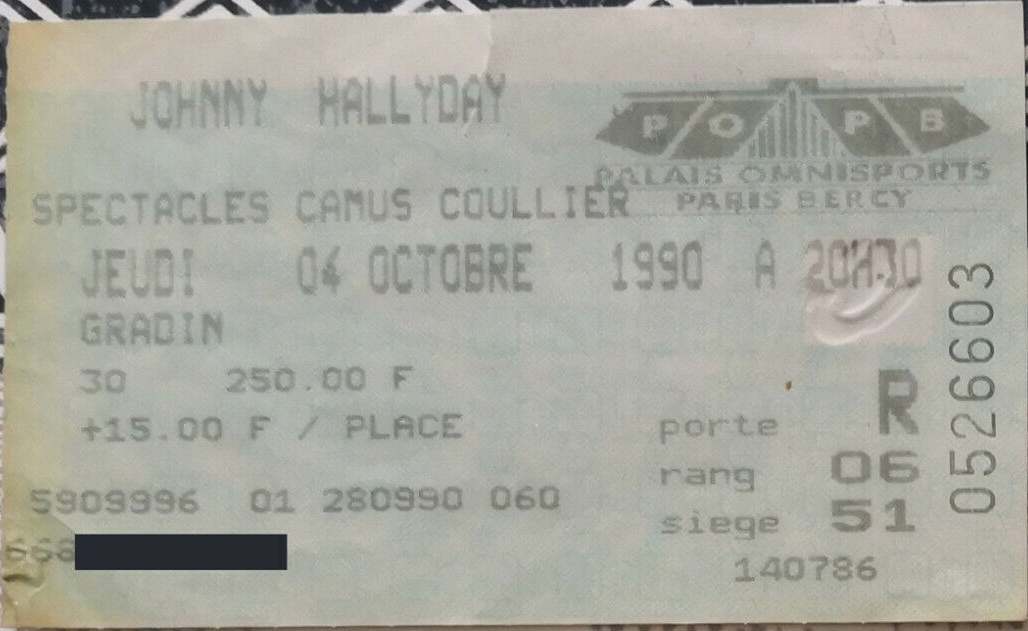 JOHNNY HALLYDAY
P O P B
PALAIS OMNISPORTS
PARIS BERCY
SPECTACLES CAMUS COULLIER
JEUDI 04 OCTOBRE 1990 A 20H30
GRADIN
30 250.00 F
+15.00 F / PLACE
porte R
rang 06
siege 51
5909996 01 280990 060
140786
0526603